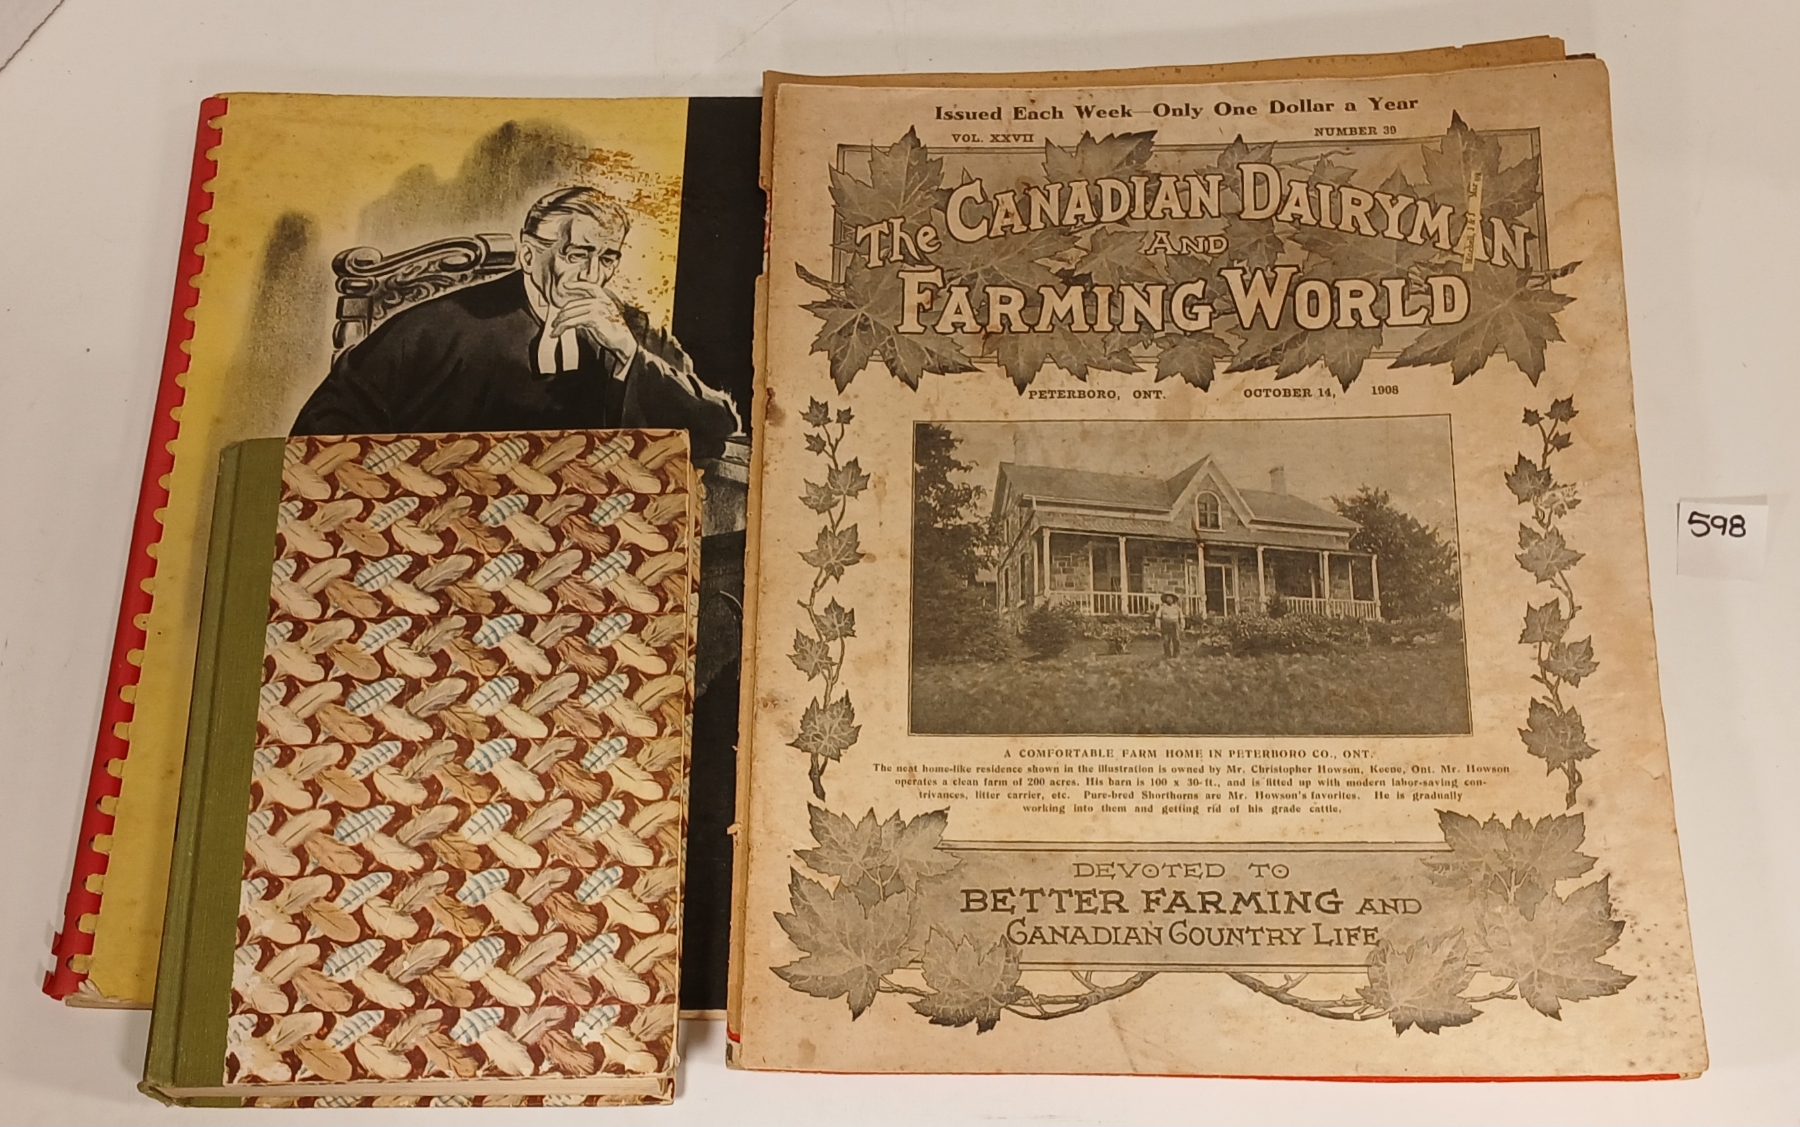 Issued Each Week—Only One Dollar a Year
VOL. XXVII
NUMBER 39
The CANADIAN DAIRYMAN
AND
FARMING WORLD
PETERBORO, ONT.
OCTOBER 14,
1908
A COMFORTABLE FARM HOME IN PETERBORO CO., ONT.
The neat home-like residence shown in the illustration is owned by Mr. Christopher Howson, Keene, Ont. Mr. Howson
operates a clean farm of 200 acres. His barn is 100 x 30-ft., and is fitted up with modern labor-saving con-
trivances, litter carrier, etc. Pure-bred Shorthorns are Mr. Howson's favorites. He is gradually
working into them and getting rid of his grade cattle.
DEVOTED TO
BETTER FARMING AND
CANADIAN COUNTRY LIFE
598